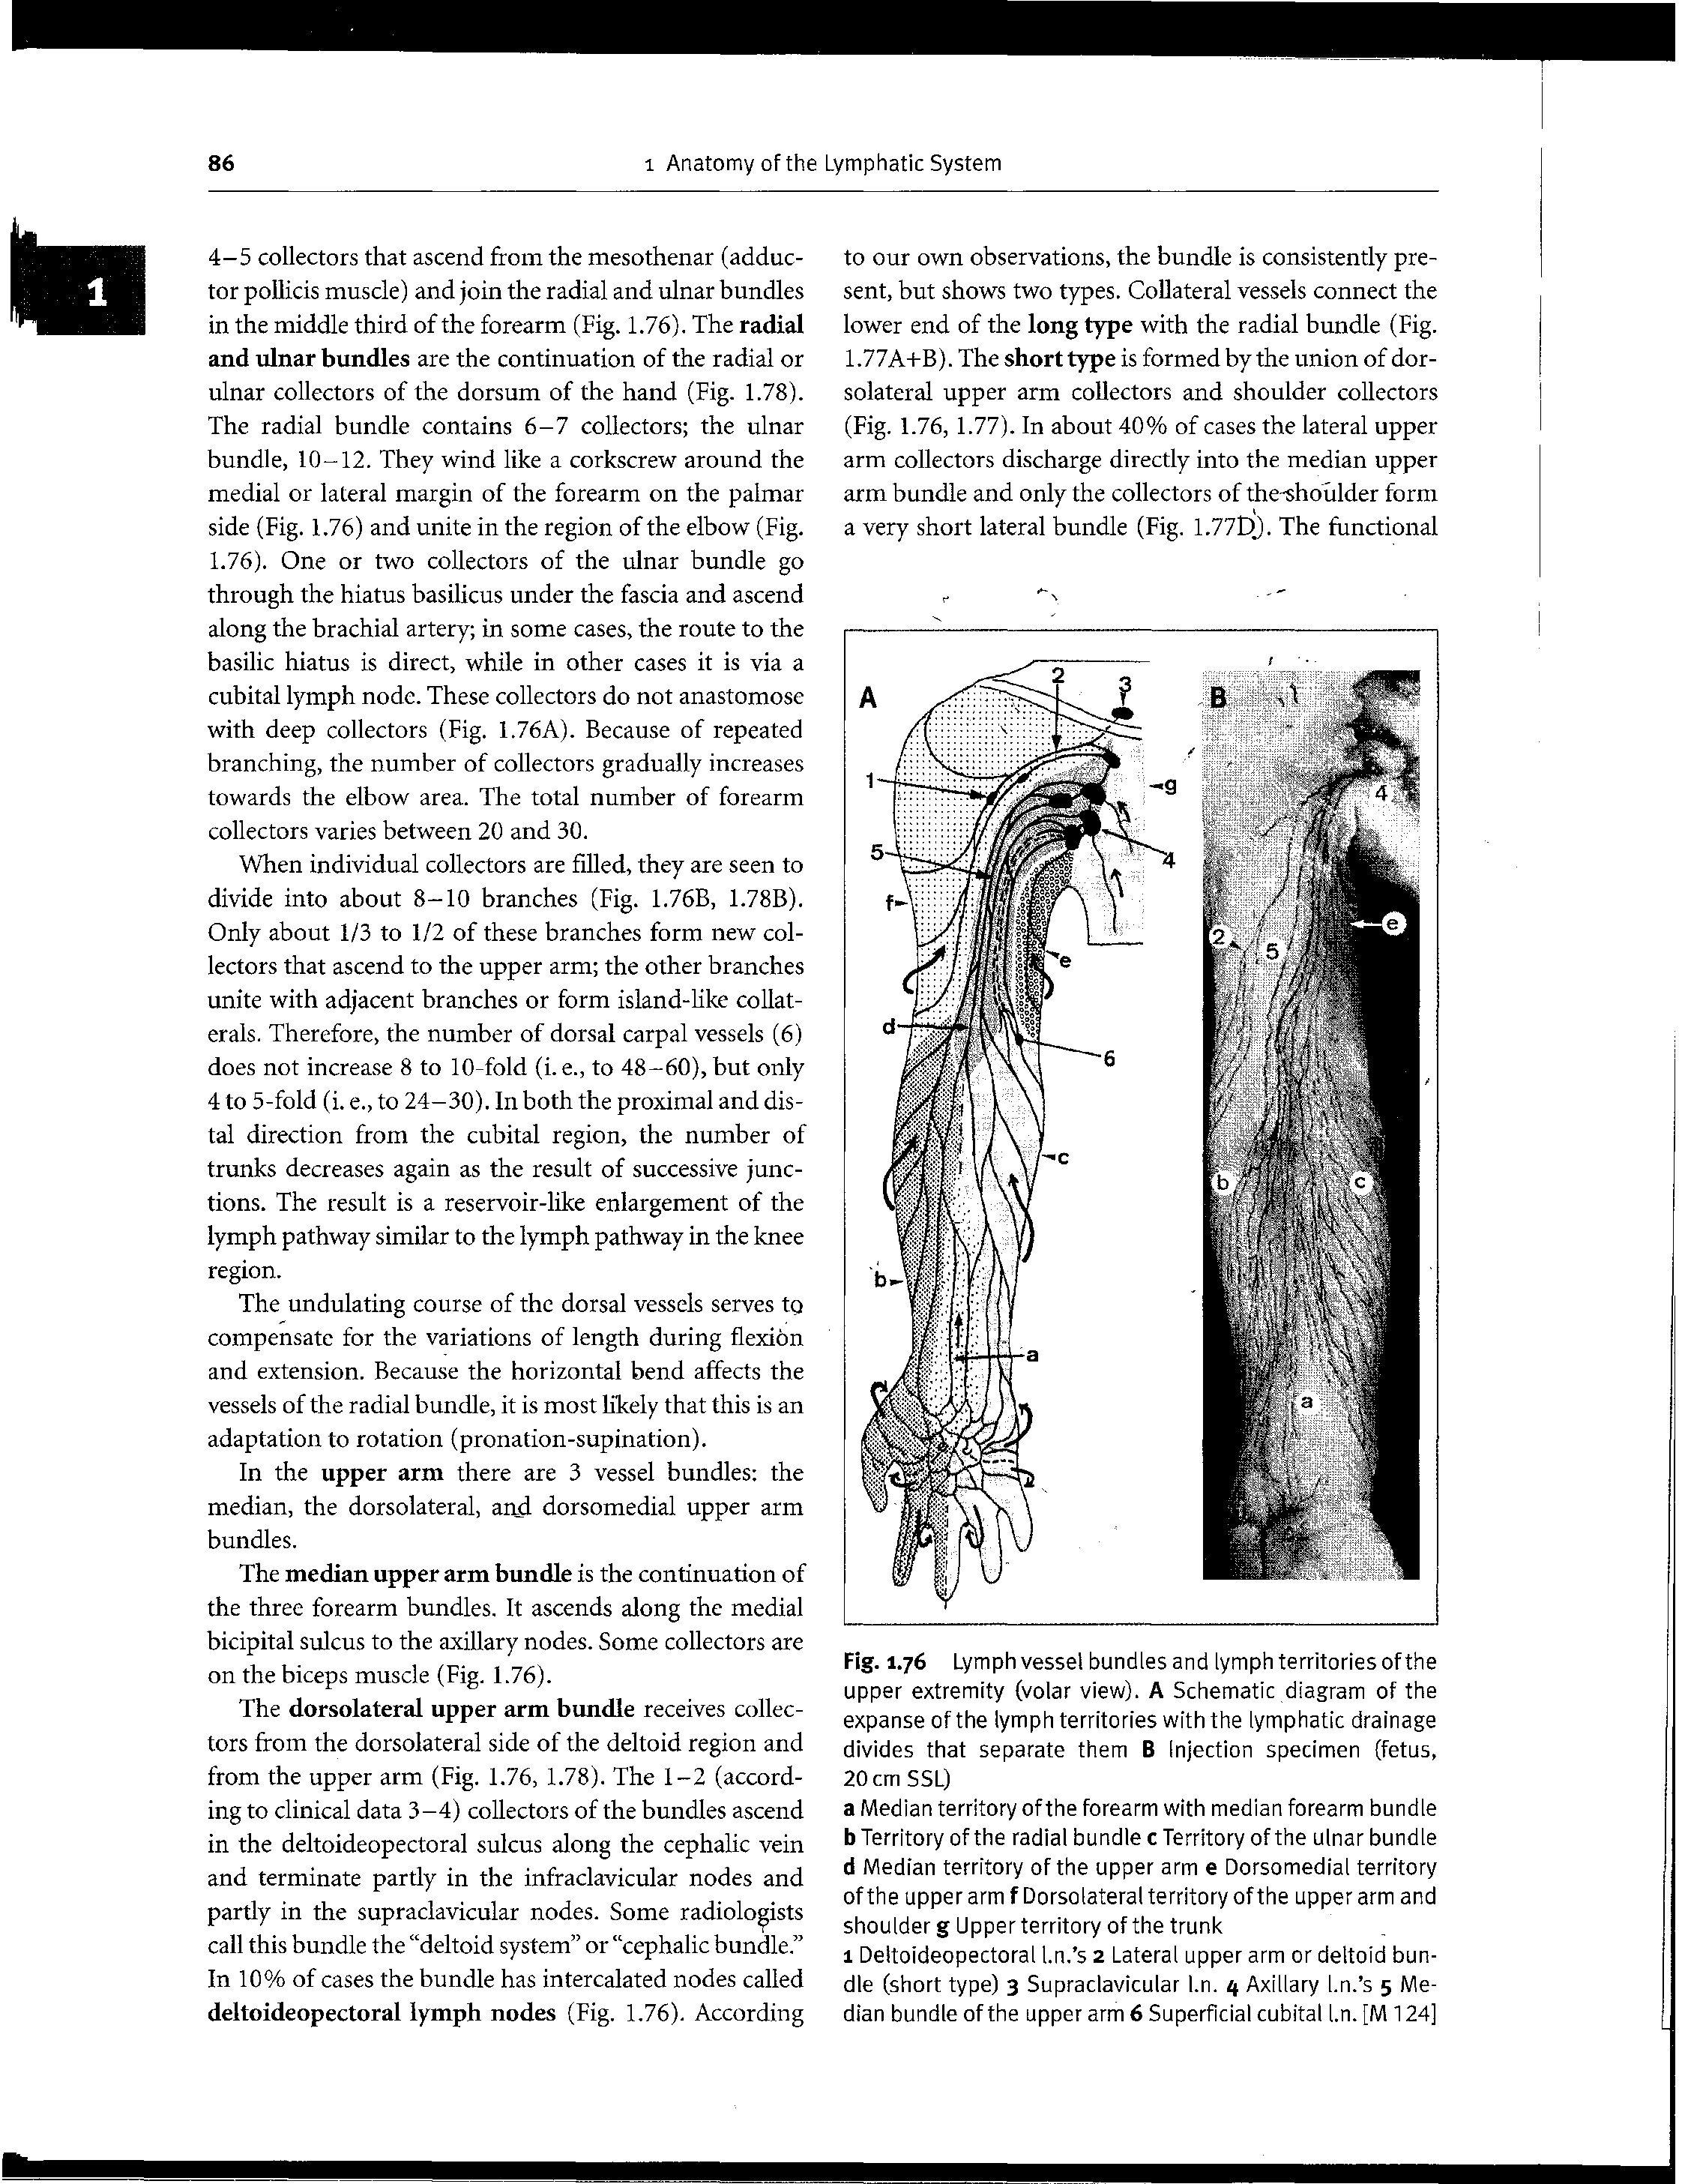 86
1 Anatomy of the Lymphatic System
1
4–5 collectors that ascend from the mesothenar (adduc-
tor pollicis muscle) and join the radial and ulnar bundles
in the middle third of the forearm (Fig. 1.76). The radial
and ulnar bundles are the continuation of the radial or
ulnar collectors of the dorsum of the hand (Fig. 1.78).
The radial bundle contains 6–7 collectors; the ulnar
bundle, 10–12. They wind like a corkscrew around the
medial or lateral margin of the forearm on the palmar
side (Fig. 1.76) and unite in the region of the elbow (Fig.
1.76). One or two collectors of the ulnar bundle go
through the hiatus basilicus under the fascia and ascend
along the brachial artery; in some cases, the route to the
basilic hiatus is direct, while in other cases it is via a
cubital lymph node. These collectors do not anastomose
with deep collectors (Fig. 1.76A). Because of repeated
branching, the number of collectors gradually increases
towards the elbow area. The total number of forearm
collectors varies between 20 and 30.
When individual collectors are filled, they are seen to
divide into about 8–10 branches (Fig. 1.76B, 1.78B).
Only about 1/3 to 1/2 of these branches form new col-
lectors that ascend to the upper arm; the other branches
unite with adjacent branches or form island-like collat-
erals. Therefore, the number of dorsal carpal vessels (6)
does not increase 8 to 10-fold (i. e., to 48–60), but only
4 to 5-fold (i. e., to 24–30). In both the proximal and dis-
tal direction from the cubital region, the number of
trunks decreases again as the result of successive junc-
tions. The result is a reservoir-like enlargement of the
lymph pathway similar to the lymph pathway in the knee
region.
The undulating course of the dorsal vessels serves to
compensate for the variations of length during flexion
and extension. Because the horizontal bend affects the
vessels of the radial bundle, it is most likely that this is an
adaptation to rotation (pronation-supination).
In the upper arm there are 3 vessel bundles: the
median, the dorsolateral, and dorsomedial upper arm
bundles.
The median upper arm bundle is the continuation of
the three forearm bundles. It ascends along the medial
bicipital sulcus to the axillary nodes. Some collectors are
on the biceps muscle (Fig. 1.76).
The dorsolateral upper arm bundle receives collec-
tors from the dorsolateral side of the deltoid region and
from the upper arm (Fig. 1.76, 1.78). The 1–2 (accord-
ing to clinical data 3–4) collectors of the bundles ascend
in the deltoideopectoral sulcus along the cephalic vein
and terminate partly in the infraclavicular nodes and
partly in the supraclavicular nodes. Some radiologists
call this bundle the “deltoid system” or “cephalic bundle.”
In 10% of cases the bundle has intercalated nodes called
deltoideopectoral lymph nodes (Fig. 1.76). According
to our own observations, the bundle is consistently pre-
sent, but shows two types. Collateral vessels connect the
lower end of the long type with the radial bundle (Fig.
1.77A+B). The short type is formed by the union of dor-
solateral upper arm collectors and shoulder collectors
(Fig. 1.76, 1.77). In about 40% of cases the lateral upper
arm collectors discharge directly into the median upper
arm bundle and only the collectors of the shoulder form
a very short lateral bundle (Fig. 1.77D). The functional
A
2
3
1
g
5
4
f
e
d
6
c
b
a
B
4
2
5
e
b
c
a
Fig. 1.76 Lymph vessel bundles and lymph territories of the
upper extremity (volar view). A Schematic diagram of the
expanse of the lymph territories with the lymphatic drainage
divides that separate them B Injection specimen (fetus,
20 cm SSL)
a Median territory of the forearm with median forearm bundle
b Territory of the radial bundle c Territory of the ulnar bundle
d Median territory of the upper arm e Dorsomedial territory
of the upper arm f Dorsolateral territory of the upper arm and
shoulder g Upper territory of the trunk
1 Deltoideopectoral l.n.’s 2 Lateral upper arm or deltoid bun-
dle (short type) 3 Supraclavicular l.n. 4 Axillary l.n.’s 5 Me-
dian bundle of the upper arm 6 Superficial cubital l.n. [M 124]